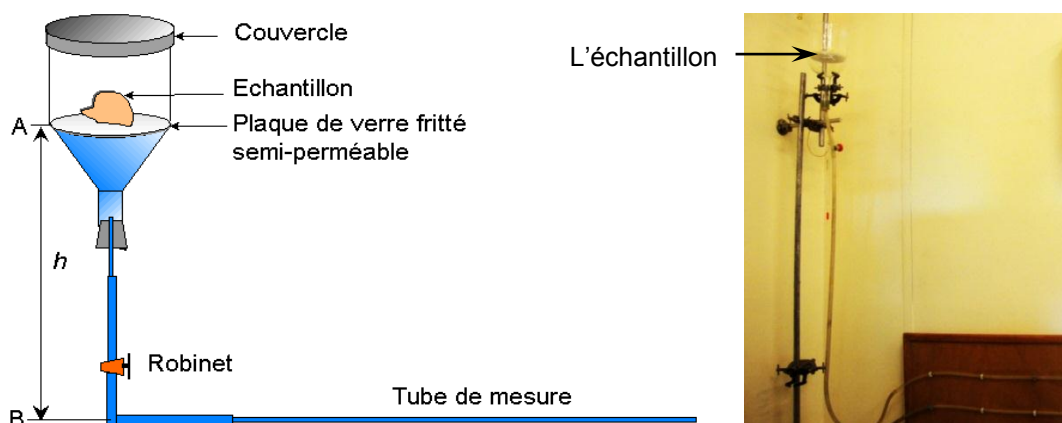 Couvercle
L'échantillon
Echantillon
A
Plaque de verre fritté
semi-perméable
h
Robinet
Tube de mesure
B